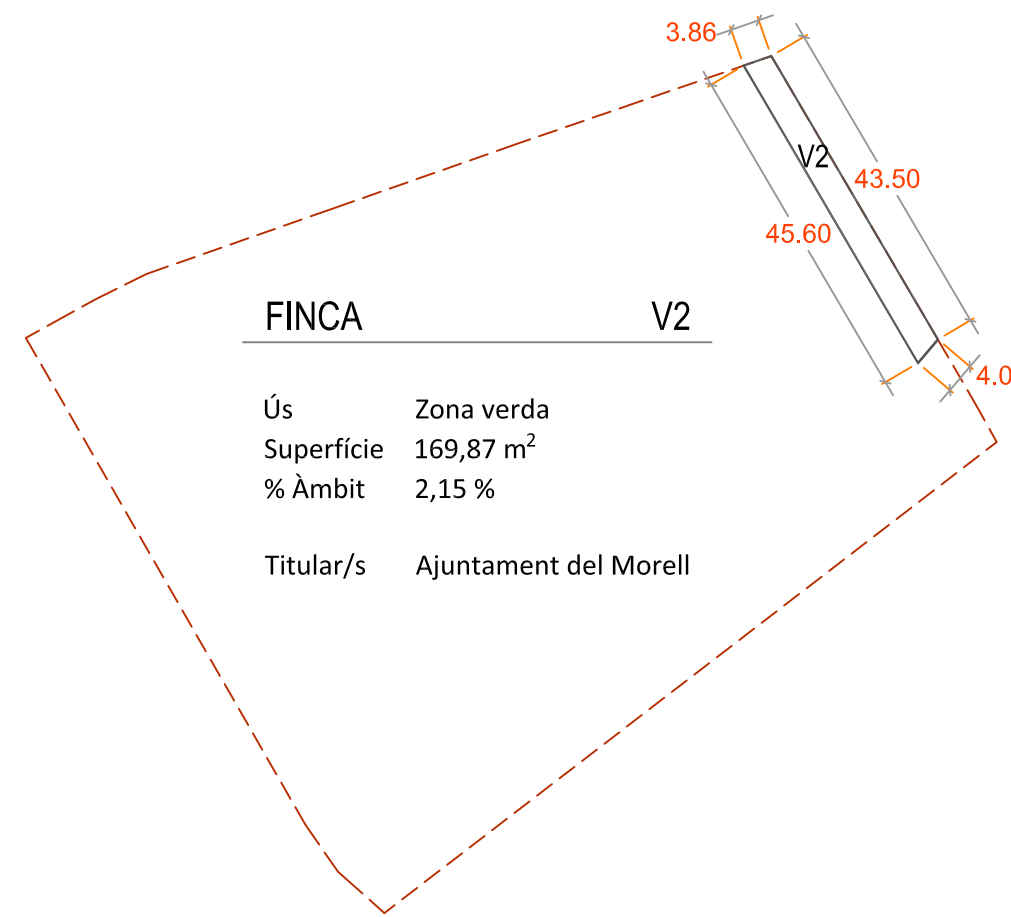 3.86
V2
43.50
45.60
FINCA V2
4.0
Ús Zona verda
Superfície 169,87 m²
% Àmbit 2,15 %
Titular/s Ajuntament del Morell